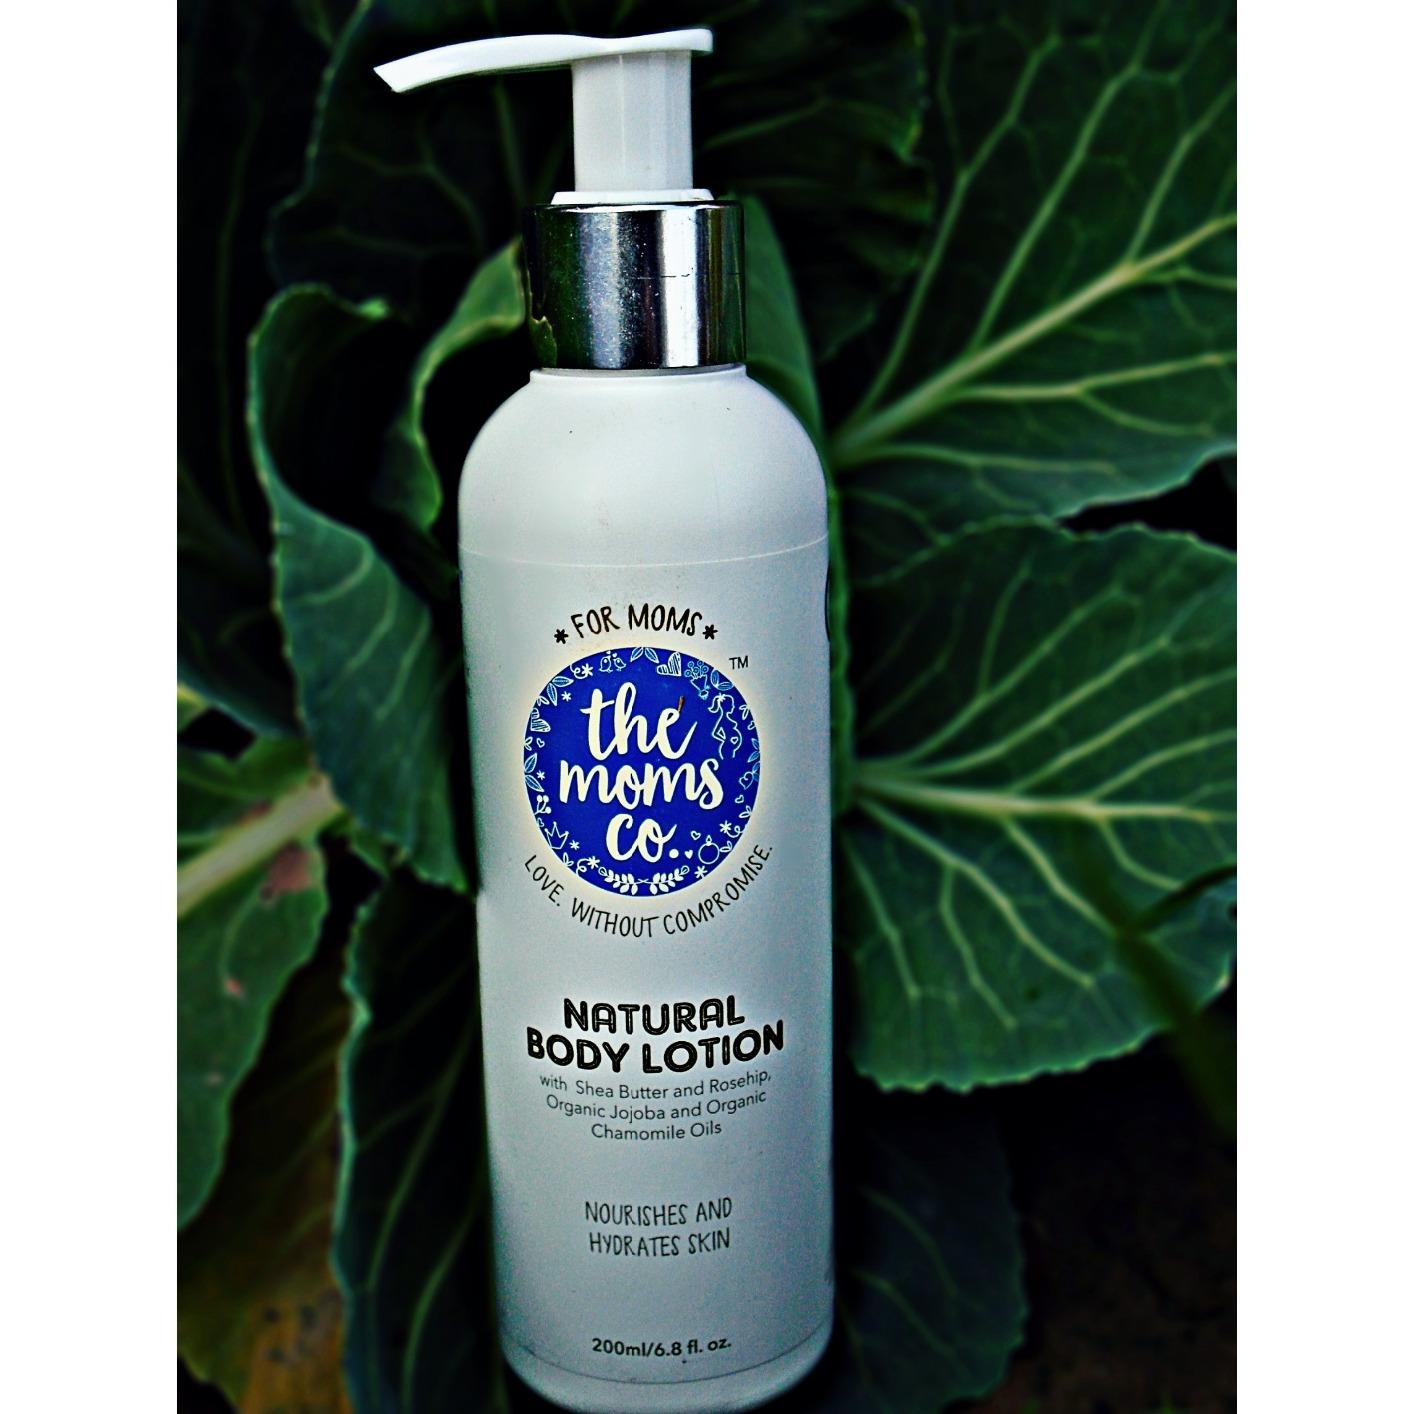 *FOR MOMS*
TM
the
moms
co.
LOVE. WITHOUT COMPROMISE.
NATURAL
BODY LOTION
with Shea Butter and Rosehip,
Organic Jojoba and Organic
Chamomile Oils
NOURISHES AND
HYDRATES SKIN
200ml/6.8 fl. oz.